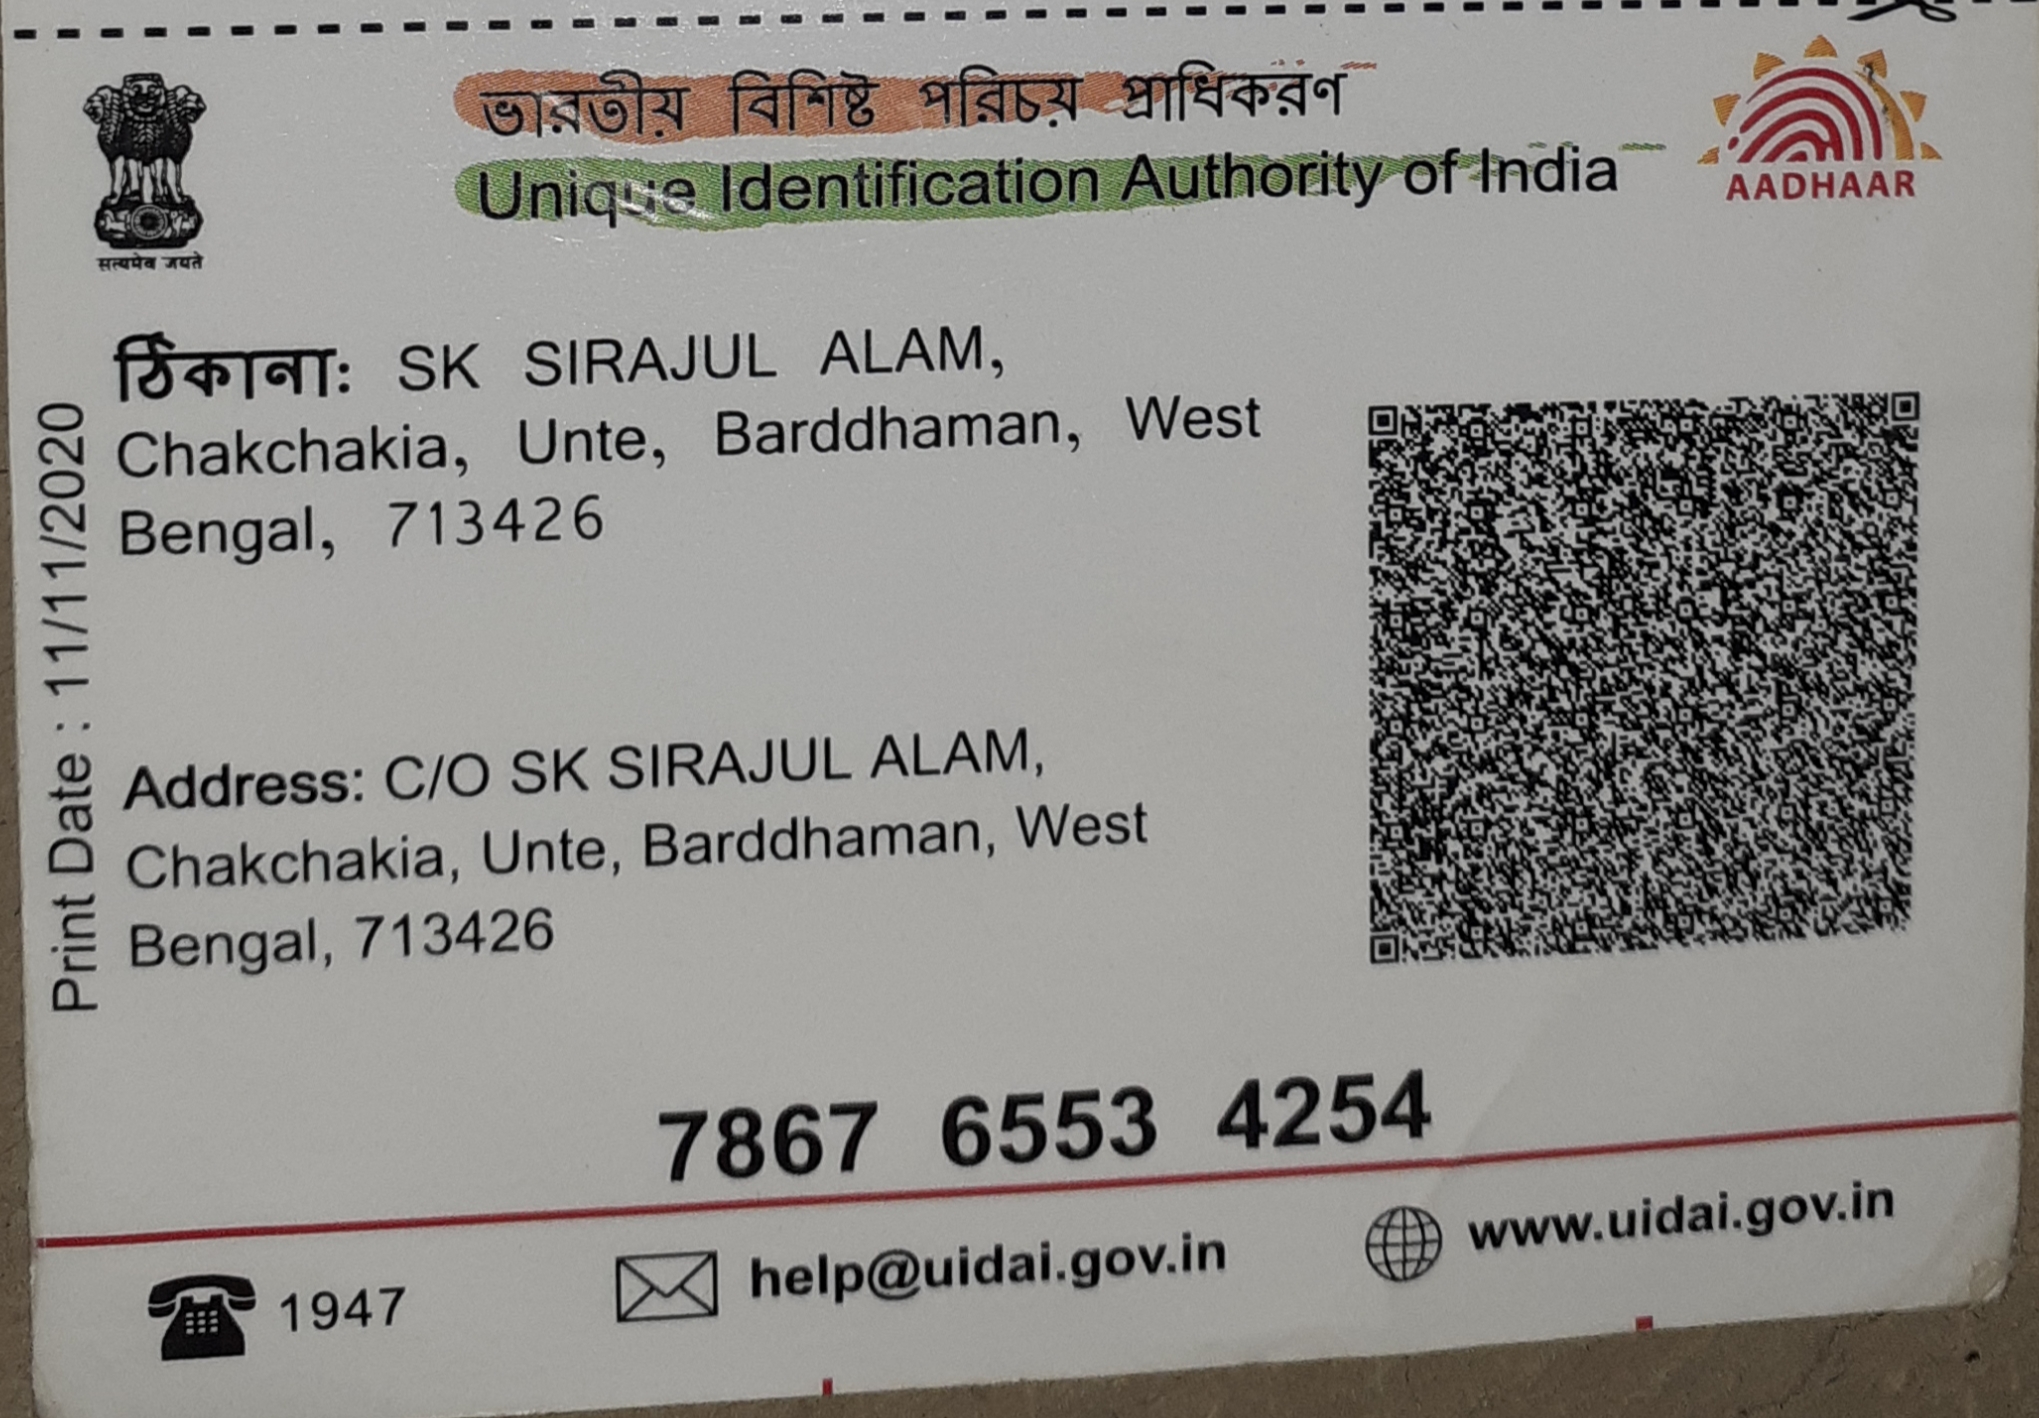 ভারতীয় বিশিষ্ট পরিচয় প্রাধিকরণ
Unique Identification Authority of India
AADHAAR
सत्यमेव जयते
ঠিকানা: SK SIRAJUL ALAM,
Chakchakia, Unte, Barddhaman, West
Bengal, 713426
Print Date : 11/11/2020
Address: C/O SK SIRAJUL ALAM,
Chakchakia, Unte, Barddhaman, West
Bengal, 713426
7867 6553 4254
1947
help@uidai.gov.in
www.uidai.gov.in